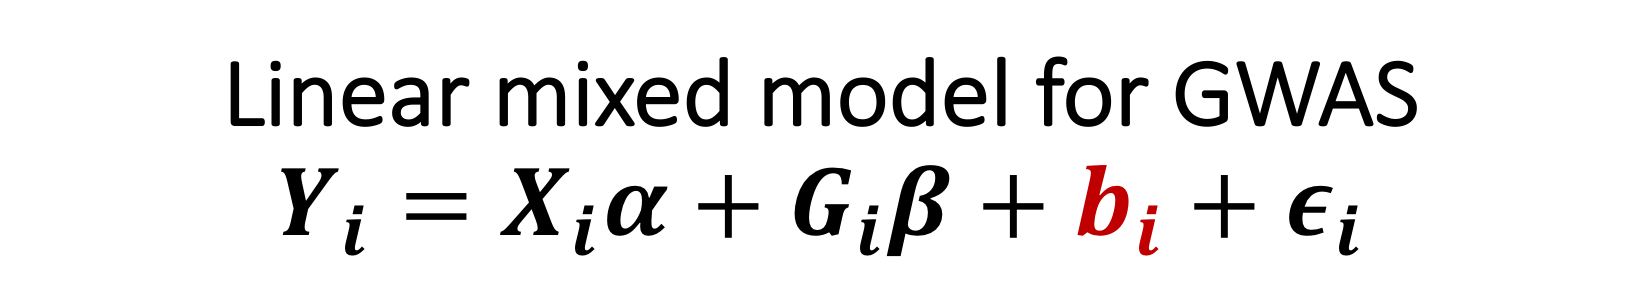 Linear mixed model for GWAS
Yᵢ = Xᵢα + Gᵢβ + bᵢ + ϵᵢ